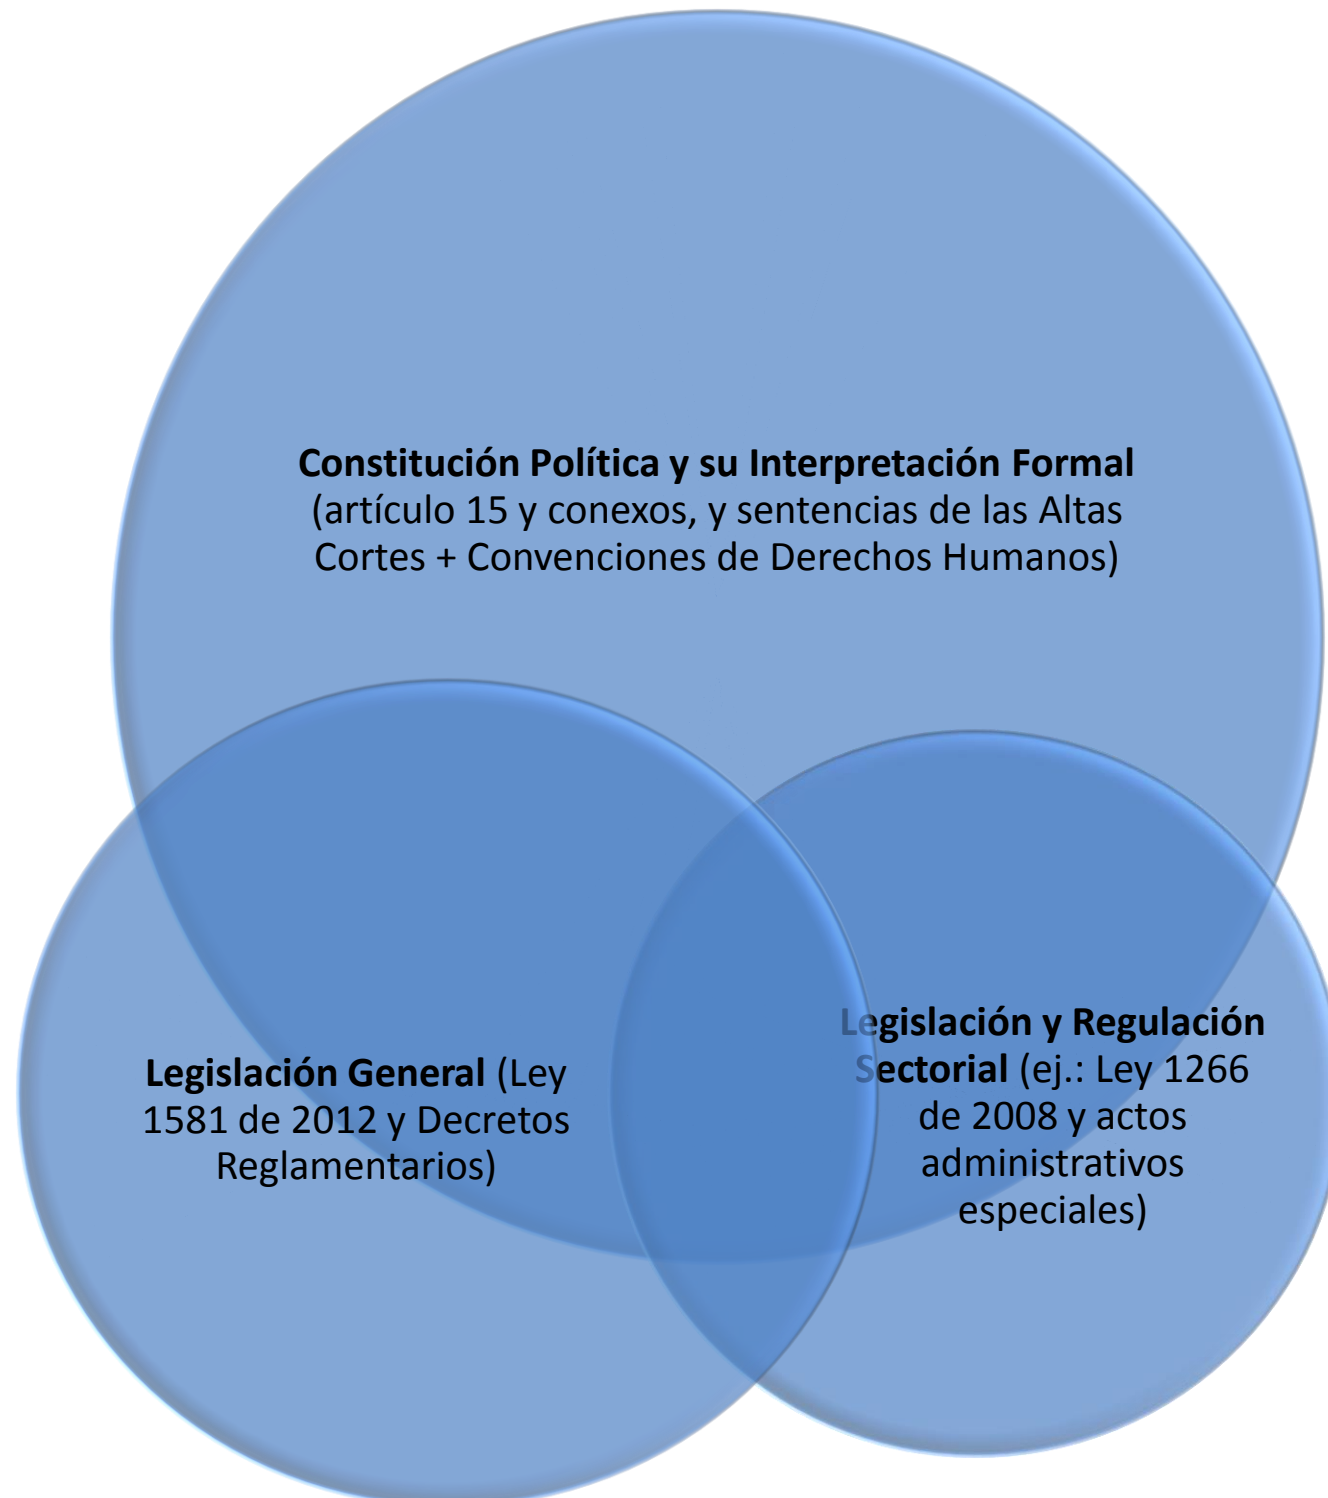 Constitución Política y su Interpretación Formal
(artículo 15 y conexos, y sentencias de las Altas
Cortes + Convenciones de Derechos Humanos)
Legislación General (Ley
1581 de 2012 y Decretos
Reglamentarios)
Legislación y Regulación
Sectorial (ej.: Ley 1266
de 2008 y actos
administrativos
especiales)